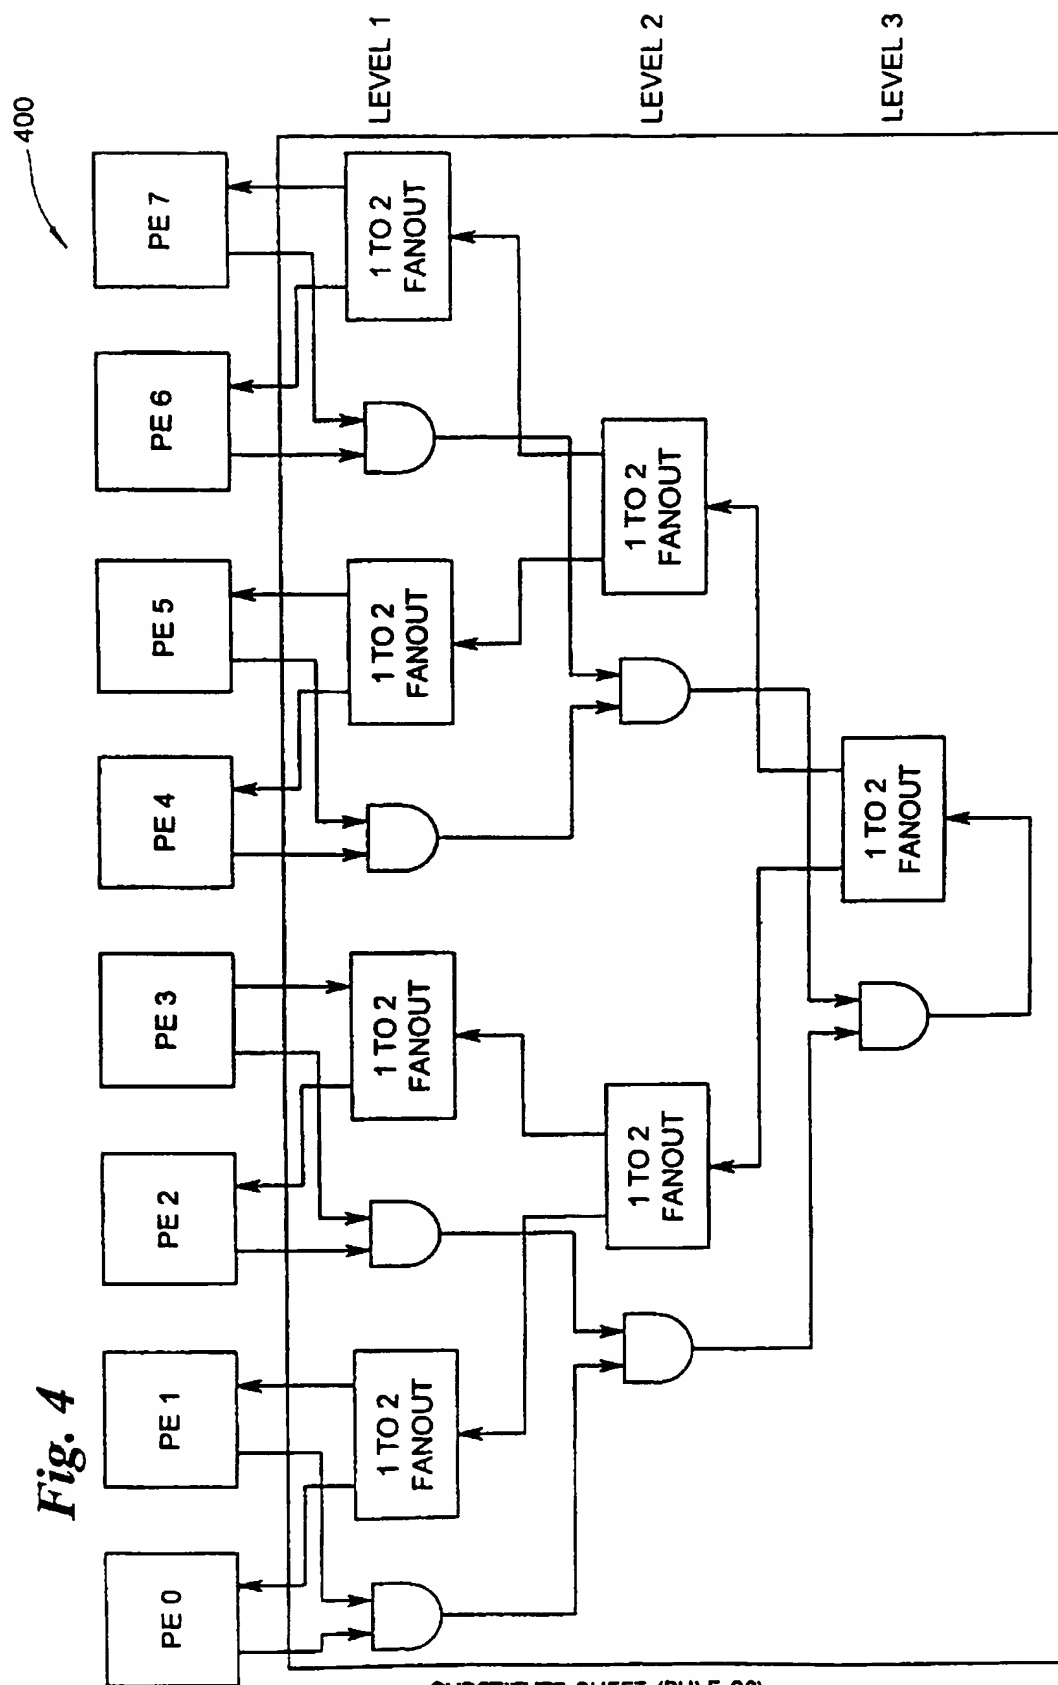 Fig. 4
400
PE 0
PE 1
PE 2
PE 3
PE 4
PE 5
PE 6
PE 7
LEVEL 1
1 TO 2
FANOUT
1 TO 2
FANOUT
1 TO 2
FANOUT
1 TO 2
FANOUT
LEVEL 2
1 TO 2
FANOUT
1 TO 2
FANOUT
LEVEL 3
1 TO 2
FANOUT